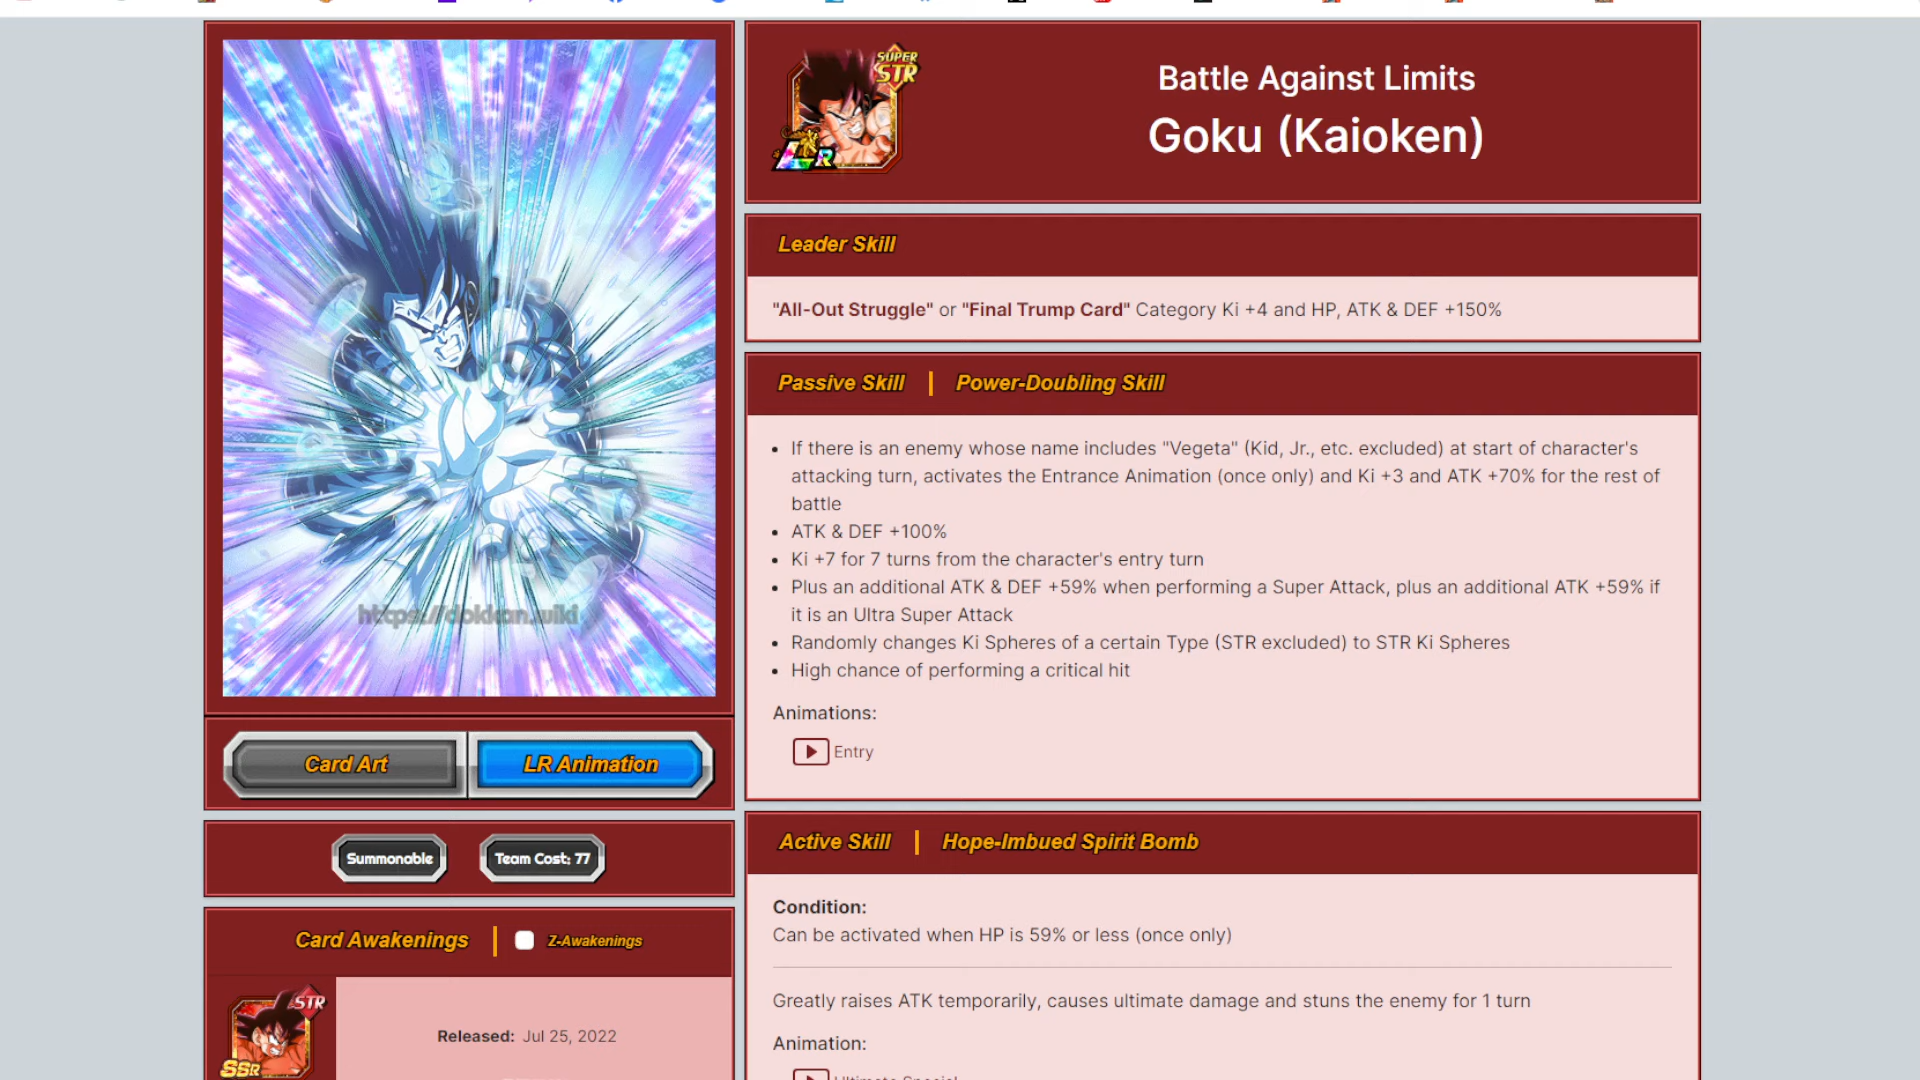 SUPER
STR
LR
Battle Against Limits
Goku (Kaioken)
Leader Skill
"All-Out Struggle" or "Final Trump Card" Category Ki +4 and HP, ATK & DEF +150%
Passive Skill | Power-Doubling Skill
If there is an enemy whose name includes "Vegeta" (Kid, Jr., etc. excluded) at start of character's
attacking turn, activates the Entrance Animation (once only) and Ki +3 and ATK +70% for the rest of
battle
ATK & DEF +100%
Ki +7 for 7 turns from the character's entry turn
Plus an additional ATK & DEF +59% when performing a Super Attack, plus an additional ATK +59% if
it is an Ultra Super Attack
Randomly changes Ki Spheres of a certain Type (STR excluded) to STR Ki Spheres
High chance of performing a critical hit
Animations:
Entry
Active Skill | Hope-Imbued Spirit Bomb
Condition:
Can be activated when HP is 59% or less (once only)
Greatly raises ATK temporarily, causes ultimate damage and stuns the enemy for 1 turn
Animation:
Ultimate Special
https://dokkan.wiki
Card Art
LR Animation
Summonable
Team Cost: 77
Card Awakenings | Z-Awakenings
STR
SSR
Released: Jul 25, 2022